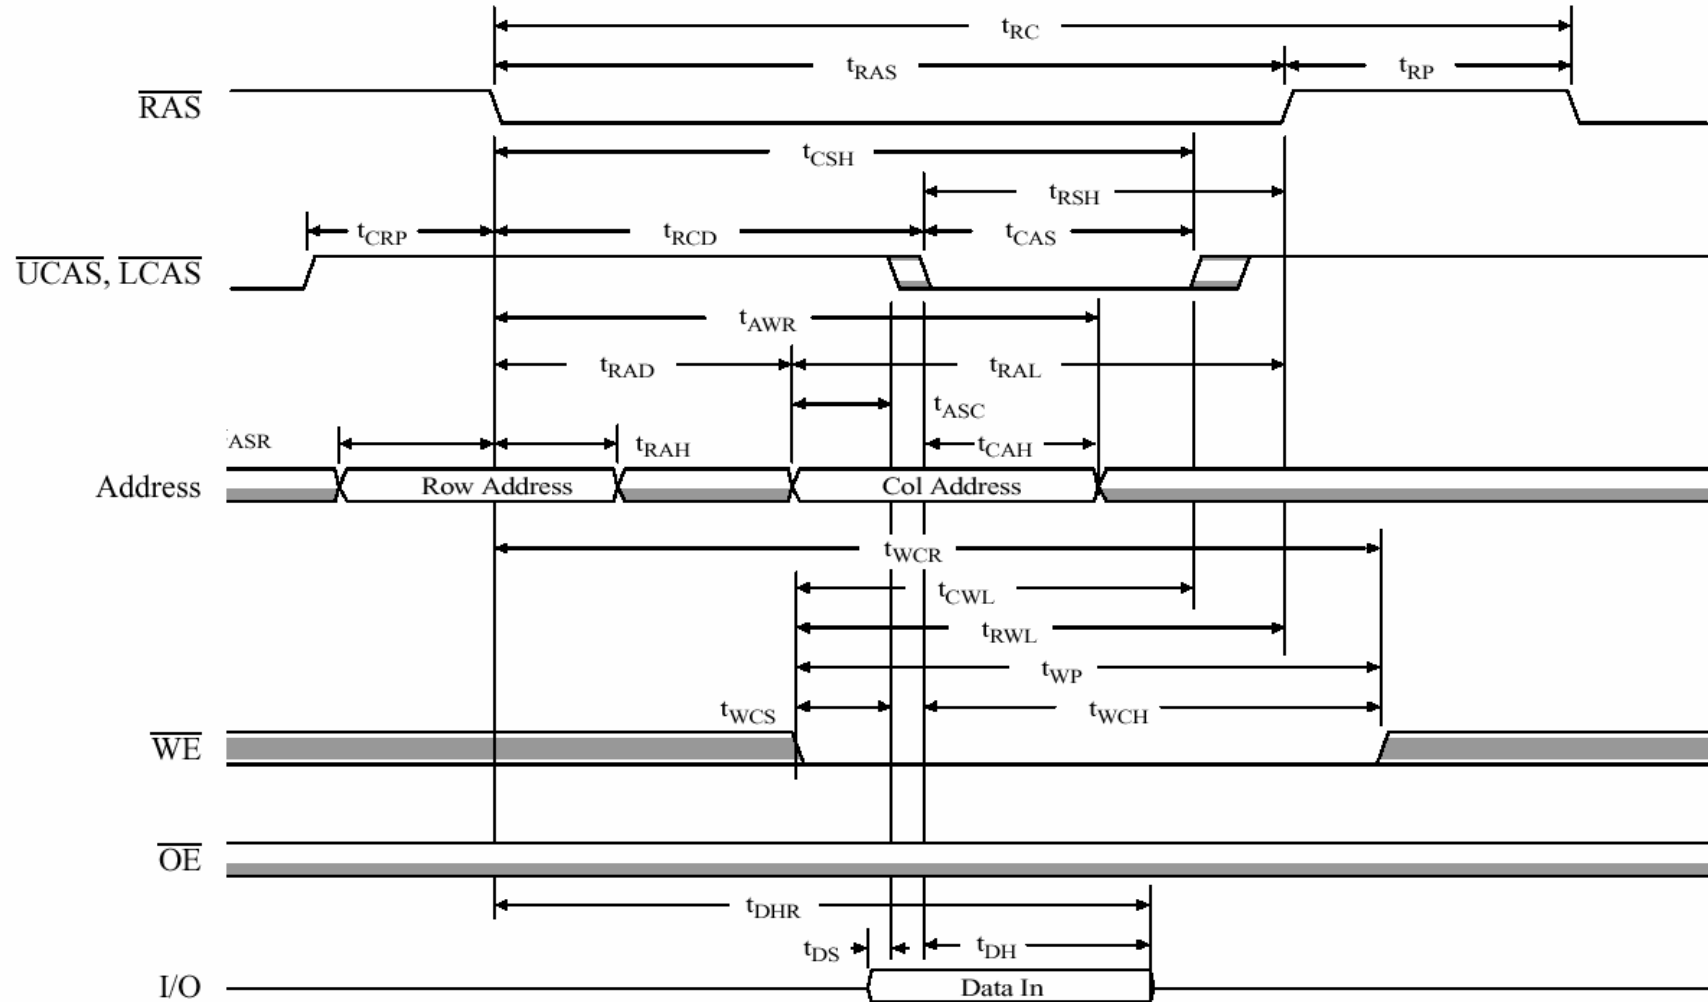 tRC
tRAS tRP
RAS
tCSH
tRSH
tCRP tRCD tCAS
UCAS, LCAS
tAWR
tRAD tRAL
tASC
ASR tRAH tCAH
Address Row Address Col Address
tWCR
tCWL
tRWL
tWP
tWCS tWCH
WE
OE
tDHR
tDS tDH
I/O Data In